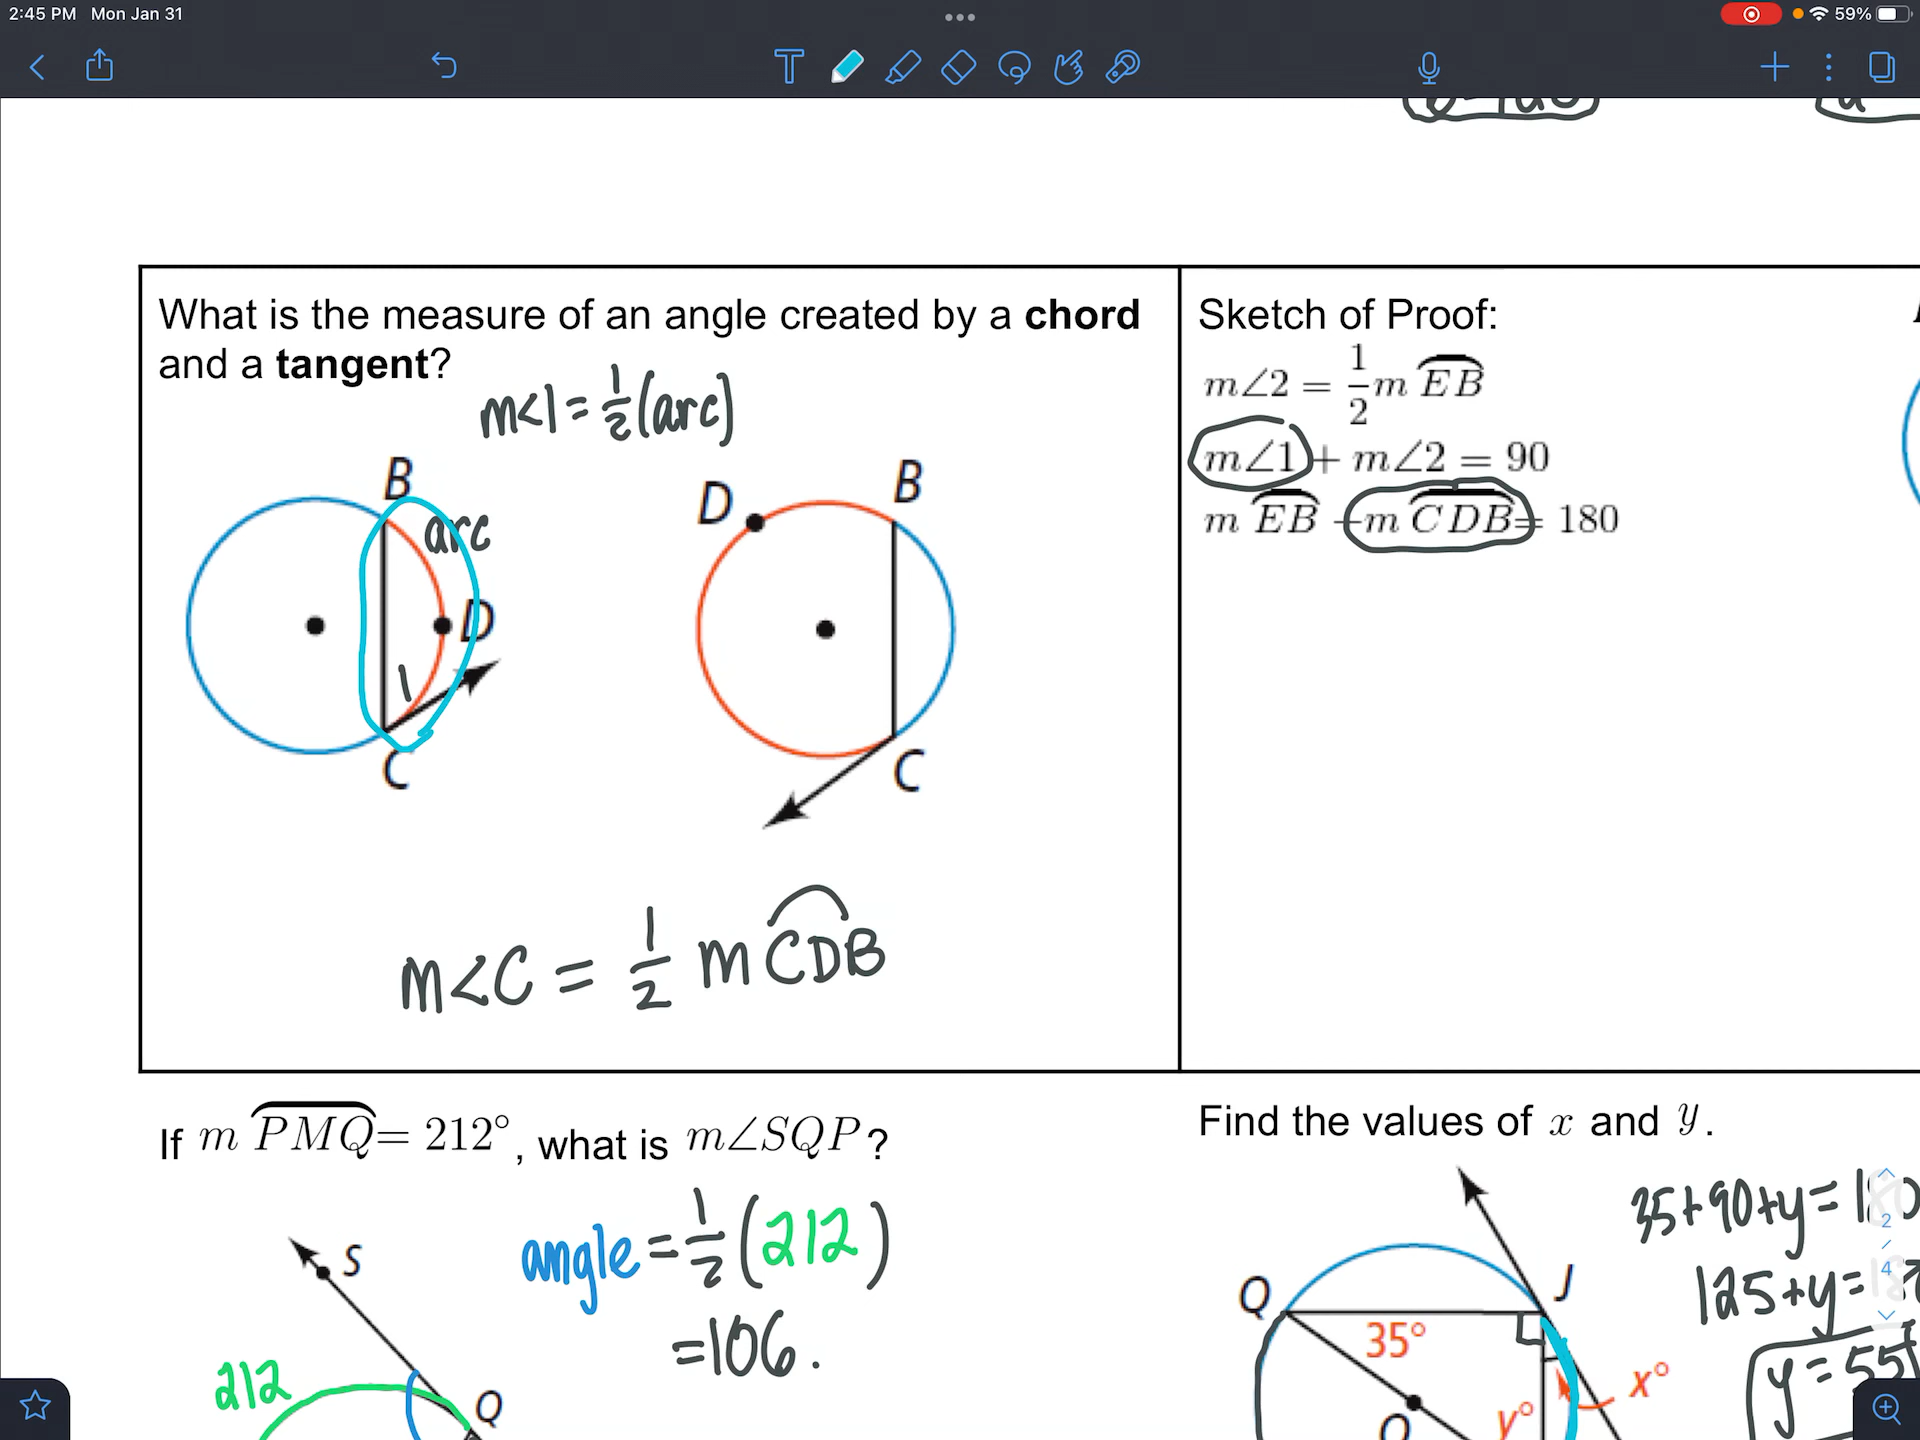 2:45 PM Mon Jan 31
59%
What is the measure of an angle created by a chord
and a tangent?
m<1 = 1/2 (arc)
B
arc
D
1
C
D
B
C
m<C = 1/2 m CDB
Sketch of Proof:
m∠2 = 1/2 m EB
m∠1 + m∠2 = 90
m EB + m CDB = 180
If m PMQ = 212°, what is m∠SQP?
angle = 1/2 (212)
= 106.
S
212
Q
Find the values of x and y.
35+90+y=180
125+y=
y = 55
Q
J
35°
x°
y°
O
2
/
4